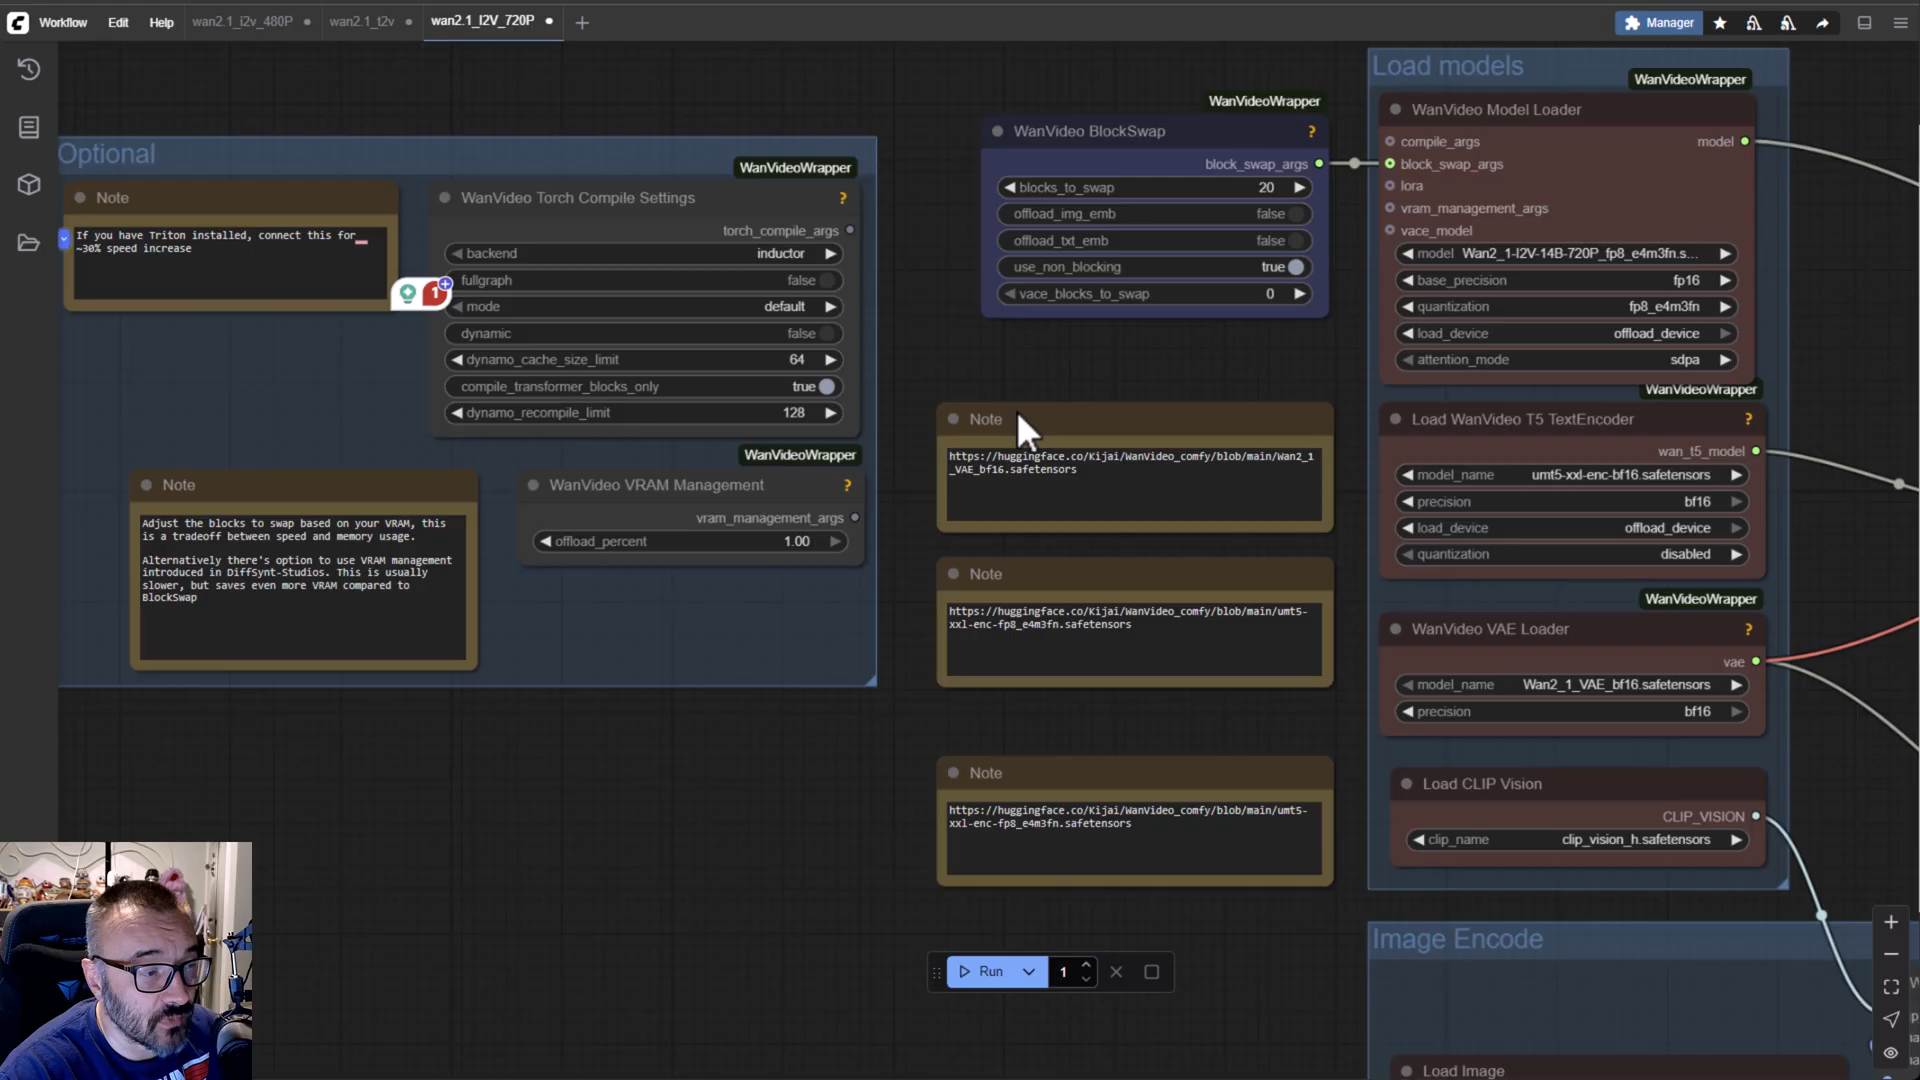 Workflow Edit Help wan2.1_i2v_480P wan2.1_t2v wan2.1_I2V_720P Manager
Optional
WanVideoWrapper
Note
If you have Triton installed, connect this for
~30% speed increase
1
WanVideo Torch Compile Settings ?
torch_compile_args
backend inductor
fullgraph false
mode default
dynamic false
dynamo_cache_size_limit 64
compile_transformer_blocks_only true
dynamo_recompile_limit 128
Note
Adjust the blocks to swap based on your VRAM, this
is a tradeoff between speed and memory usage.
Alternatively there's option to use VRAM management
introduced in DiffSynt-Studios. This is usually
slower, but saves even more VRAM compared to
BlockSwap
WanVideoWrapper
WanVideo VRAM Management ?
vram_management_args
offload_percent 1.00
WanVideoWrapper
WanVideo BlockSwap ?
block_swap_args
blocks_to_swap 20
offload_img_emb false
offload_txt_emb false
use_non_blocking true
vace_blocks_to_swap 0
Note
https://huggingface.co/Kijai/WanVideo_comfy/blob/main/Wan2_1
_VAE_bf16.safetensors
Note
https://huggingface.co/Kijai/WanVideo_comfy/blob/main/umt5-
xxl-enc-fp8_e4m3fn.safetensors
Note
https://huggingface.co/Kijai/WanVideo_comfy/blob/main/umt5-
xxl-enc-fp8_e4m3fn.safetensors
Run 1
Load models
WanVideoWrapper
WanVideo Model Loader
compile_args model
block_swap_args
lora
vram_management_args
vace_model
model Wan2_1-I2V-14B-720P_fp8_e4m3fn.s...
base_precision fp16
quantization fp8_e4m3fn
load_device offload_device
attention_mode sdpa
WanVideoWrapper
Load WanVideo T5 TextEncoder ?
wan_t5_model
model_name umt5-xxl-enc-bf16.safetensors
precision bf16
load_device offload_device
quantization disabled
WanVideoWrapper
WanVideo VAE Loader ?
vae
model_name Wan2_1_VAE_bf16.safetensors
precision bf16
Load CLIP Vision
CLIP_VISION
clip_name clip_vision_h.safetensors
Image Encode
Load Image